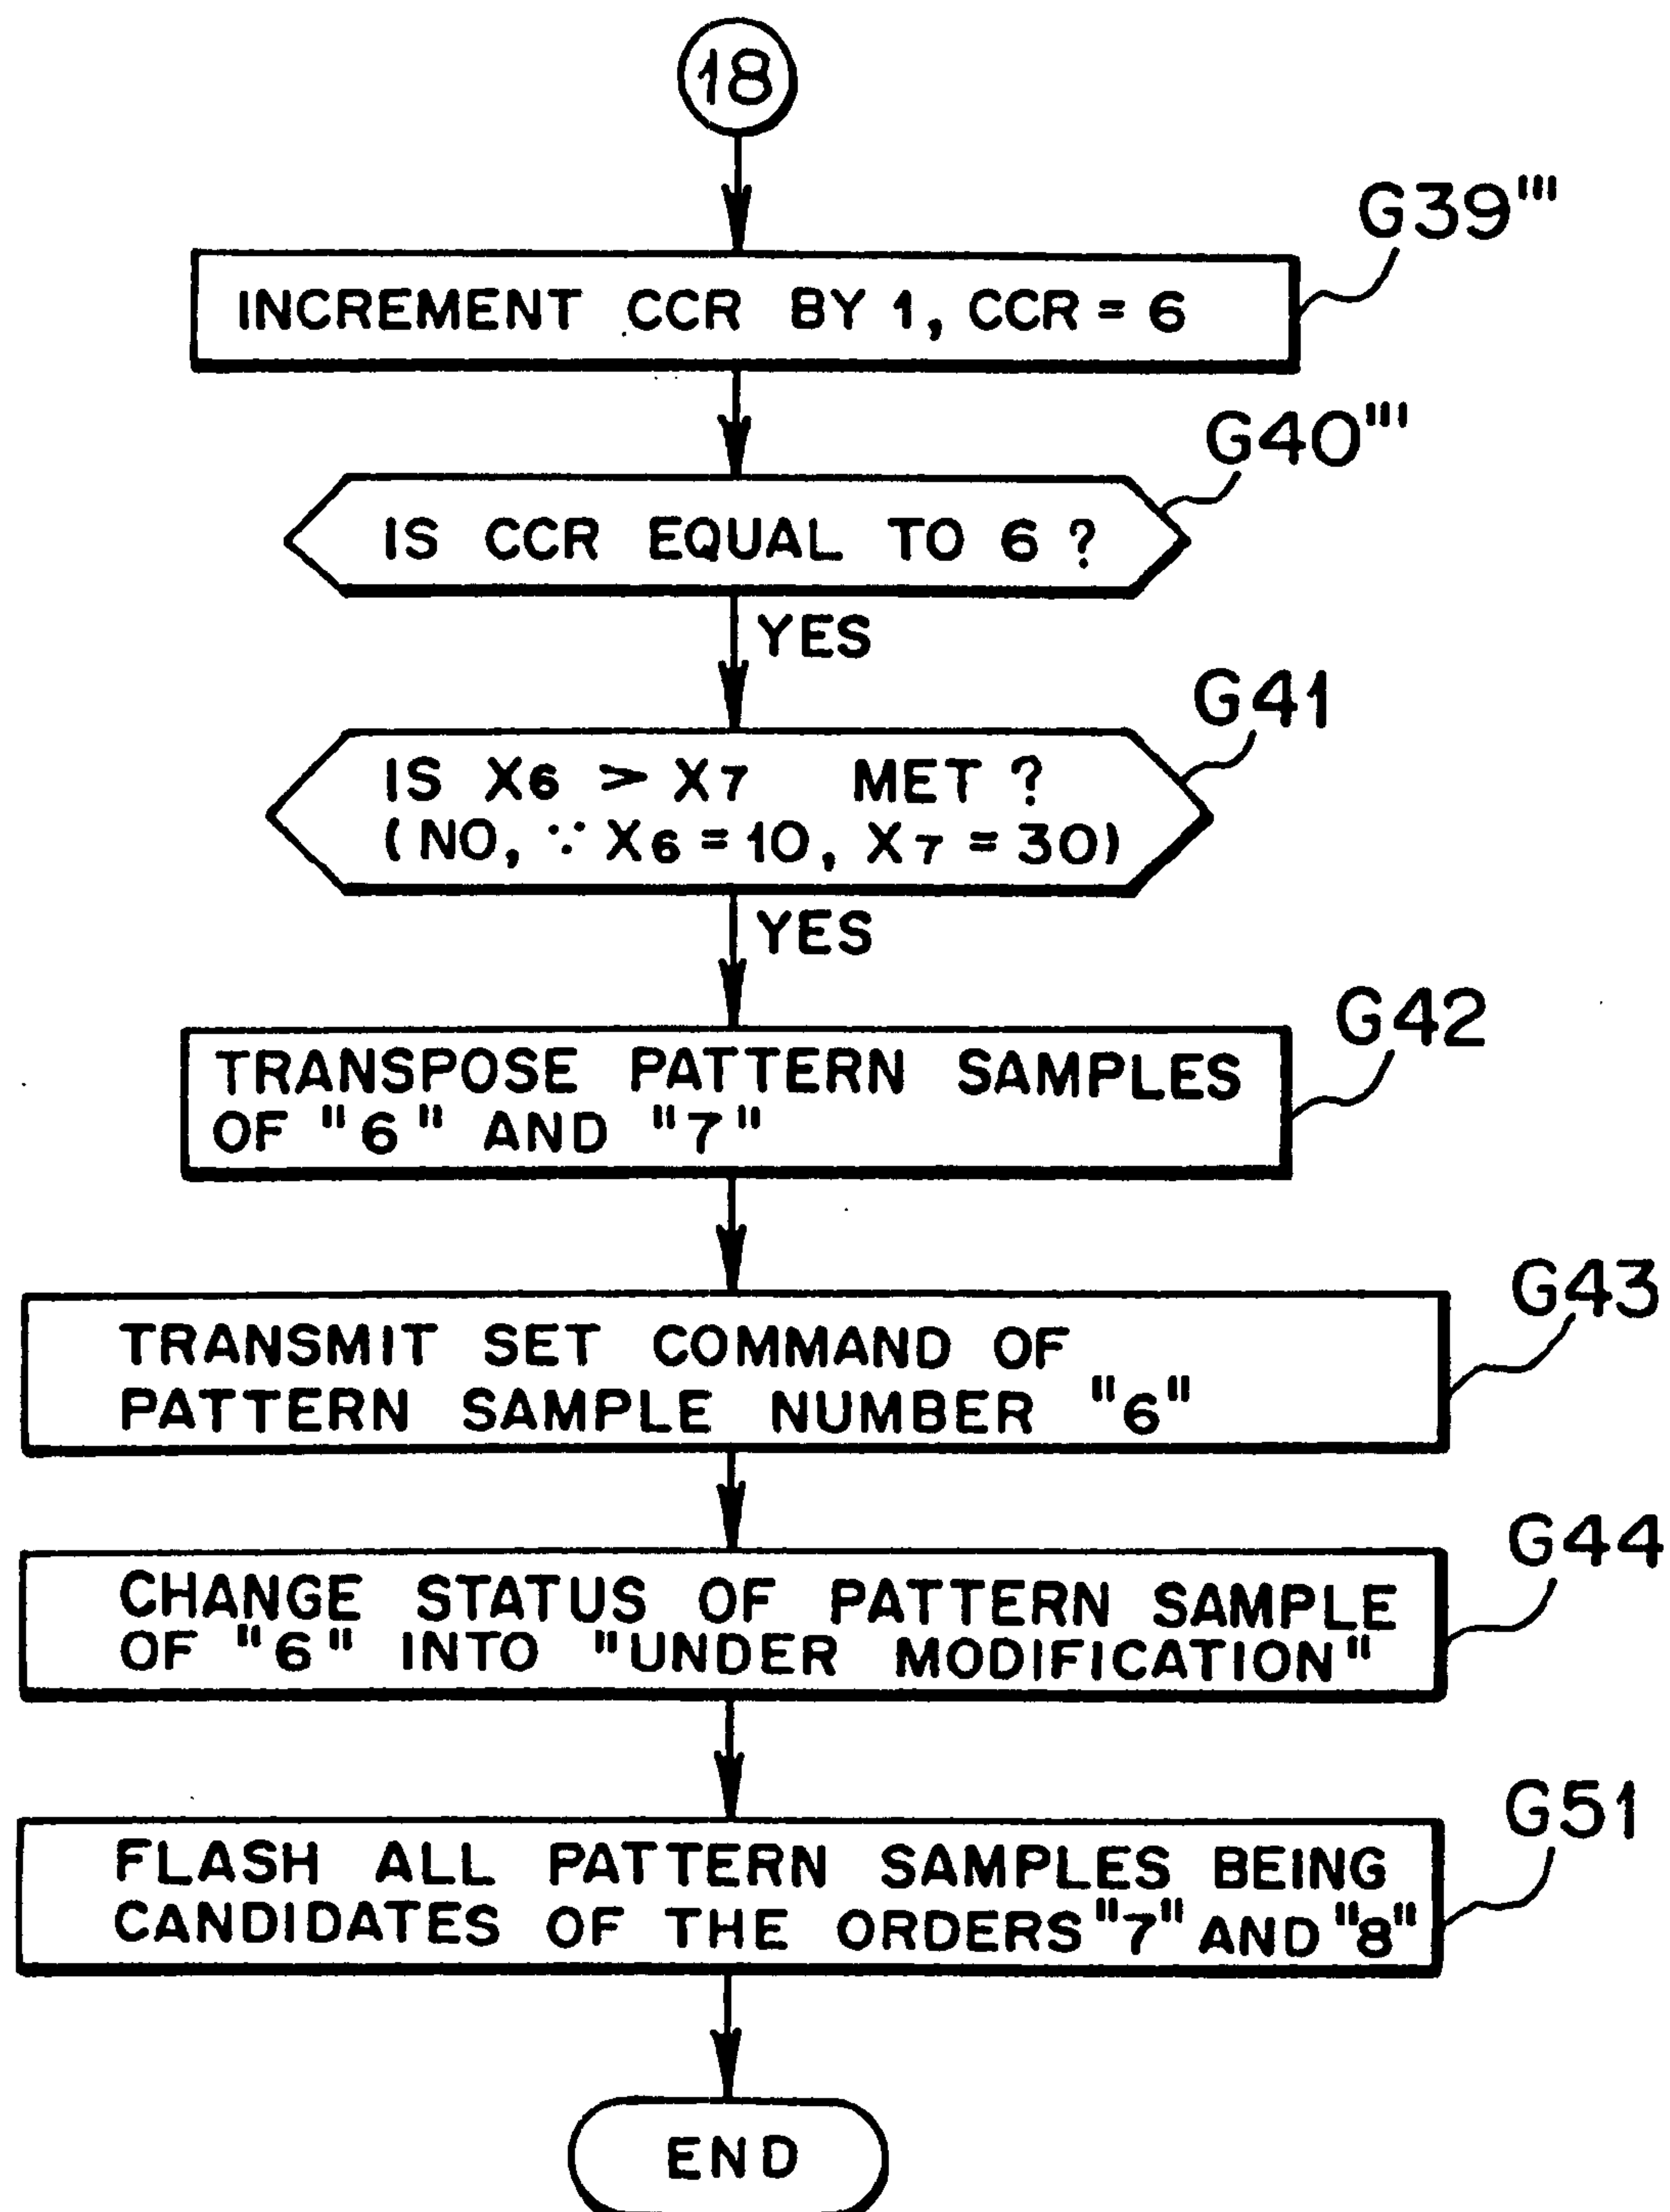 18
G39'''
INCREMENT CCR BY 1, CCR = 6
G40'''
IS CCR EQUAL TO 6 ?
YES
G41
IS X6 > X7 MET ?
(NO, ∵ X6 = 10, X7 = 30)
YES
G42
TRANSPOSE PATTERN SAMPLES
OF "6" AND "7"
G43
TRANSMIT SET COMMAND OF
PATTERN SAMPLE NUMBER "6"
G44
CHANGE STATUS OF PATTERN SAMPLE
OF "6" INTO "UNDER MODIFICATION"
G51
FLASH ALL PATTERN SAMPLES BEING
CANDIDATES OF THE ORDERS "7" AND "8"
END